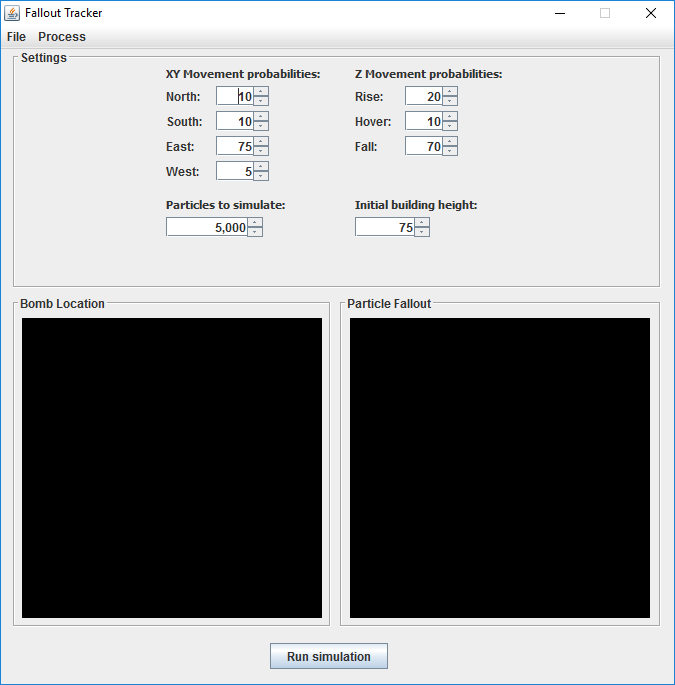 Fallout Tracker
File Process
Settings
XY Movement probabilities: Z Movement probabilities:
North: 10 Rise: 20
South: 10 Hover: 10
East: 75 Fall: 70
West: 5
Particles to simulate: Initial building height:
5,000 75
Bomb Location Particle Fallout
Run simulation